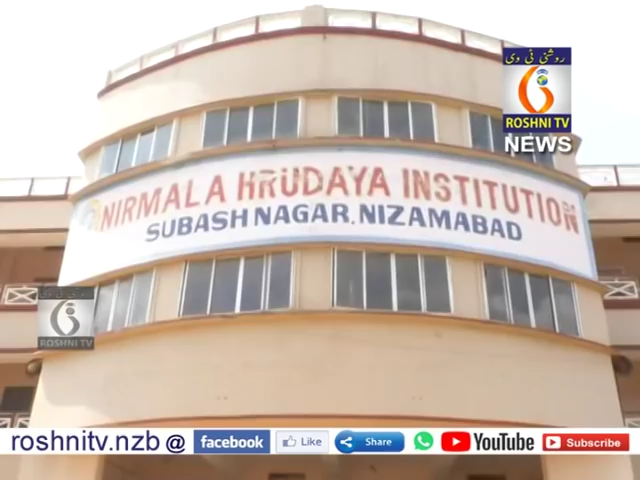 روشنی ٹی وی
ROSHNI TV
NEWS
NIRMALA HRUDAYA INSTITUTION
SUBASH NAGAR, NIZAMABAD
ROSHNI TV
roshnitv.nzb @ facebook Like Share YouTube Subscribe